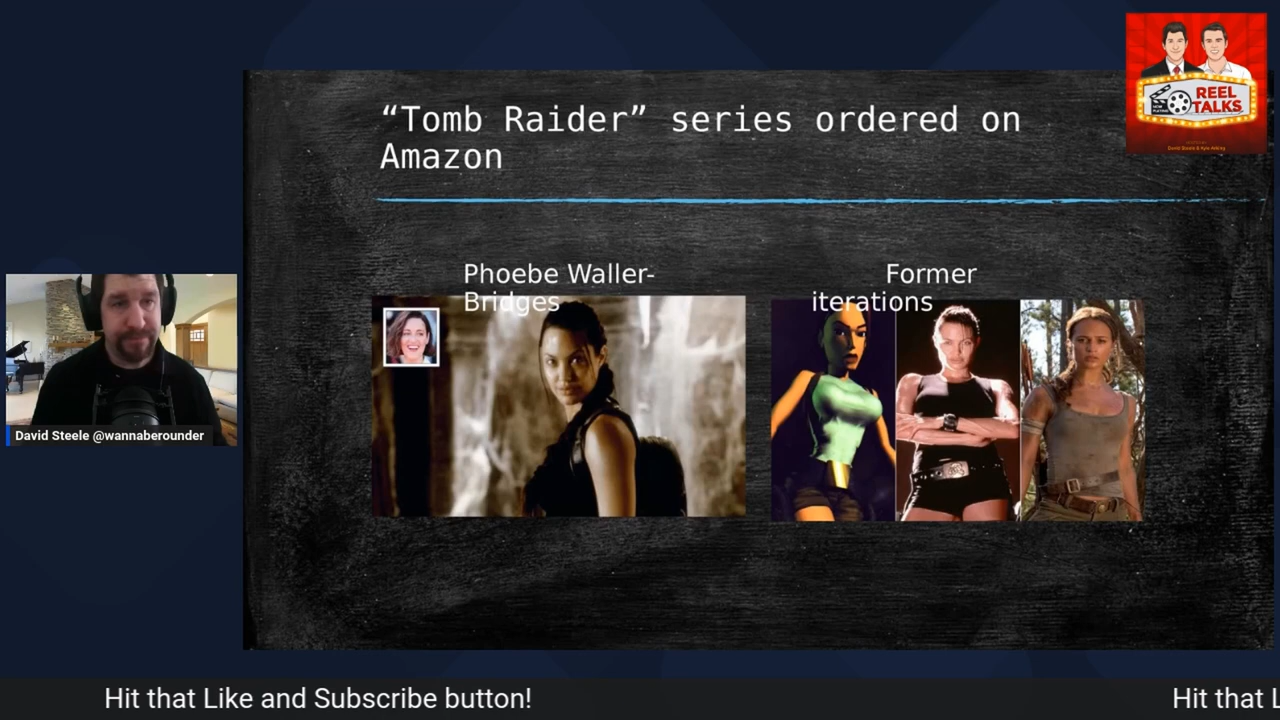 “Tomb Raider” series ordered on
Amazon
REEL
TALKS
Phoebe Waller-
Bridges
Former
iterations
David Steele @wannaberounder
Hit that Like and Subscribe button!
Hit that L